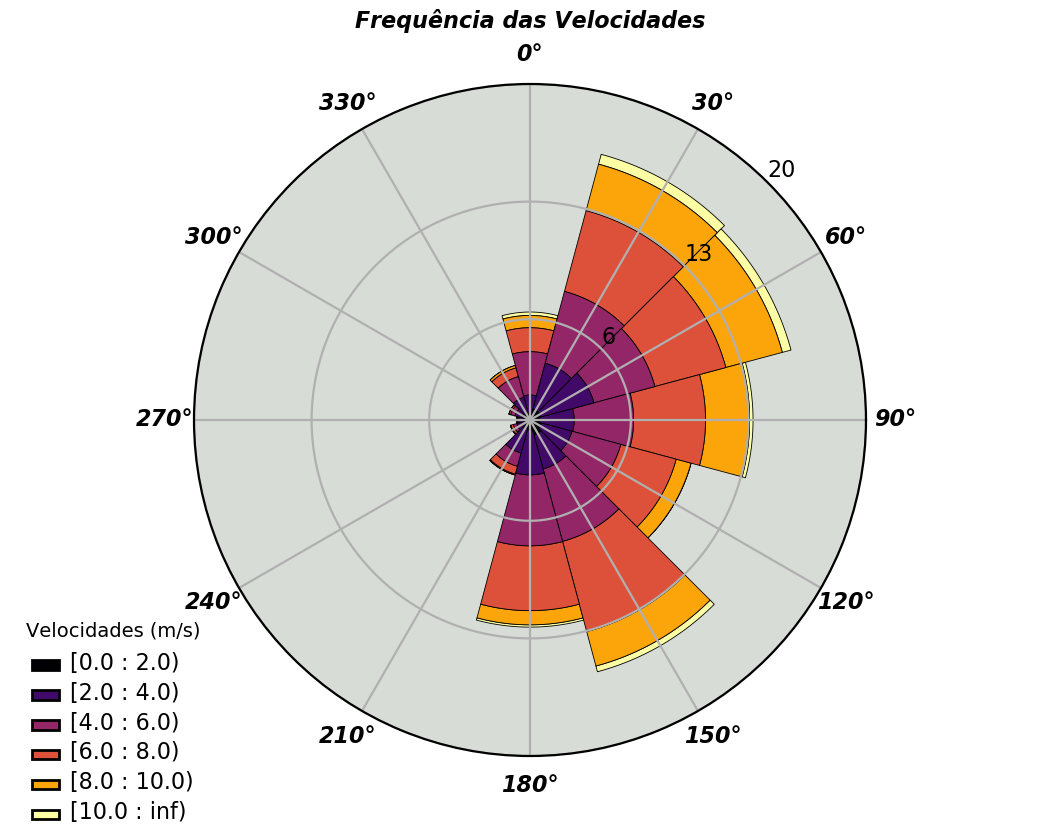 Frequência das Velocidades
0°
330°
30°
20
300°
60°
13
6
270°
90°
240°
120°
210°
150°
180°
Velocidades (m/s)
[0.0 : 2.0)
[2.0 : 4.0)
[4.0 : 6.0)
[6.0 : 8.0)
[8.0 : 10.0)
[10.0 : inf)